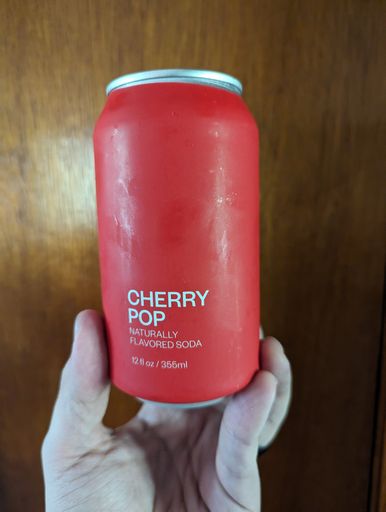 CHERRY
POP
NATURALLY
FLAVORED SODA
12 fl oz / 355ml